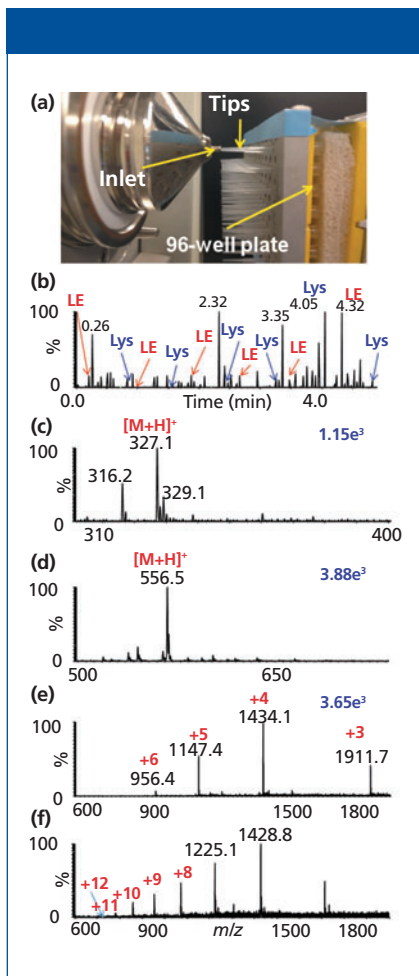 (a)
Tips
Inlet
96-well plate
(b)
LE
100
0.26
Lys
Lys
LE
2.32
Lys
LE
3.35
Lys
LE
Lys
4.05
LE
4.32
Lys
%
0
0.0
Time (min)
4.0
(c)
[M+H]⁺
1.15e³
100
327.1
316.2
329.1
%
0
310
400
(d)
[M+H]⁺
3.88e³
100
556.5
%
0
500
650
(e)
+4
3.65e³
100
1434.1
+5
+3
1147.4
1911.7
+6
956.4
%
0
600
900
1500
1800
(f)
100
1428.8
1225.1
+12
+11
+10
+9
+8
%
0
600
900
m/z
1500
1800